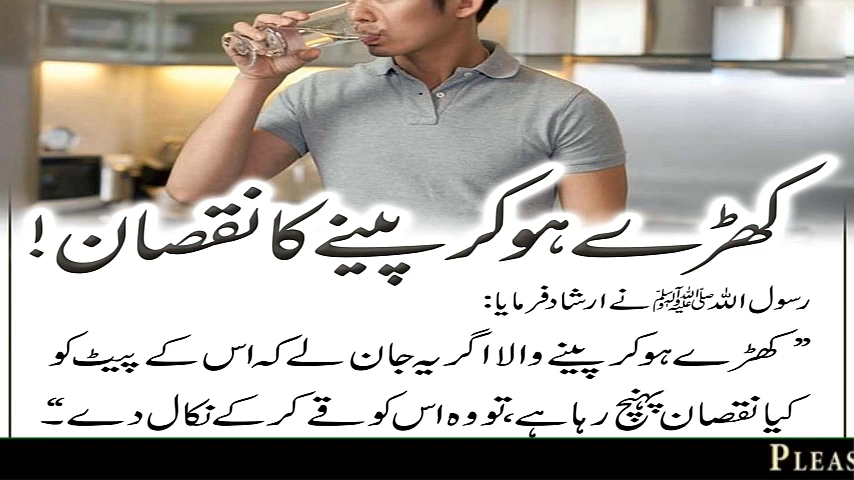 کھڑے ہو کر پینے کا نقصان!
رسول اللہ ﷺ نے ارشاد فرمایا:
”کھڑے ہو کر پینے والا اگر یہ جان لے کہ اس کے پیٹ کو
کیا نقصان پہنچ رہا ہے، تو وہ اس کو قے کر کے نکال دے۔“
PLEAS